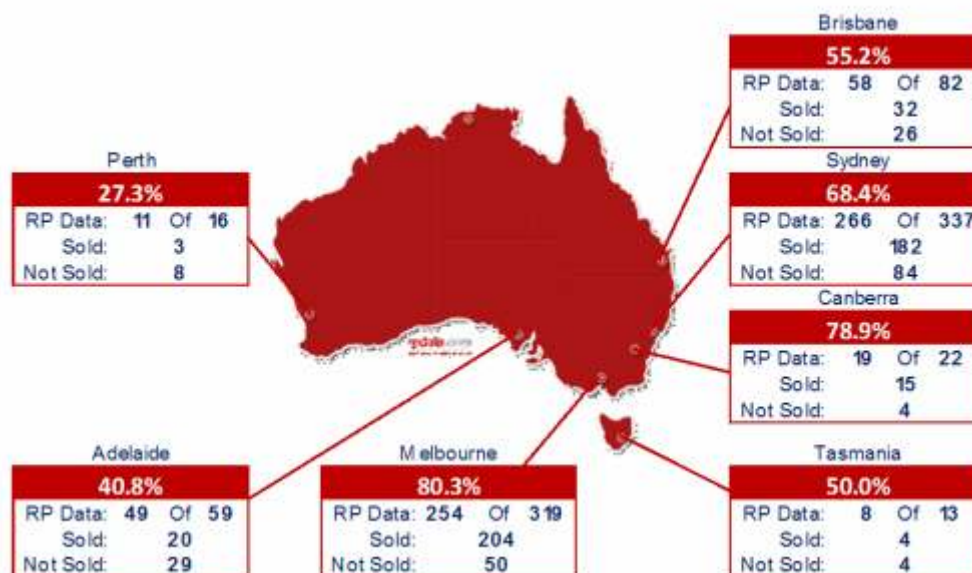 Brisbane
55.2%
RP Data: 58 Of 82
Sold: 32
Not Sold: 26
Perth
27.3%
RP Data: 11 Of 16
Sold: 3
Not Sold: 8
Sydney
68.4%
RP Data: 266 Of 337
Sold: 182
Not Sold: 84
Canberra
78.9%
RP Data: 19 Of 22
Sold: 15
Not Sold: 4
Adelaide
40.8%
RP Data: 49 Of 59
Sold: 20
Not Sold: 29
Melbourne
80.3%
RP Data: 254 Of 319
Sold: 204
Not Sold: 50
Tasmania
50.0%
RP Data: 8 Of 13
Sold: 4
Not Sold: 4